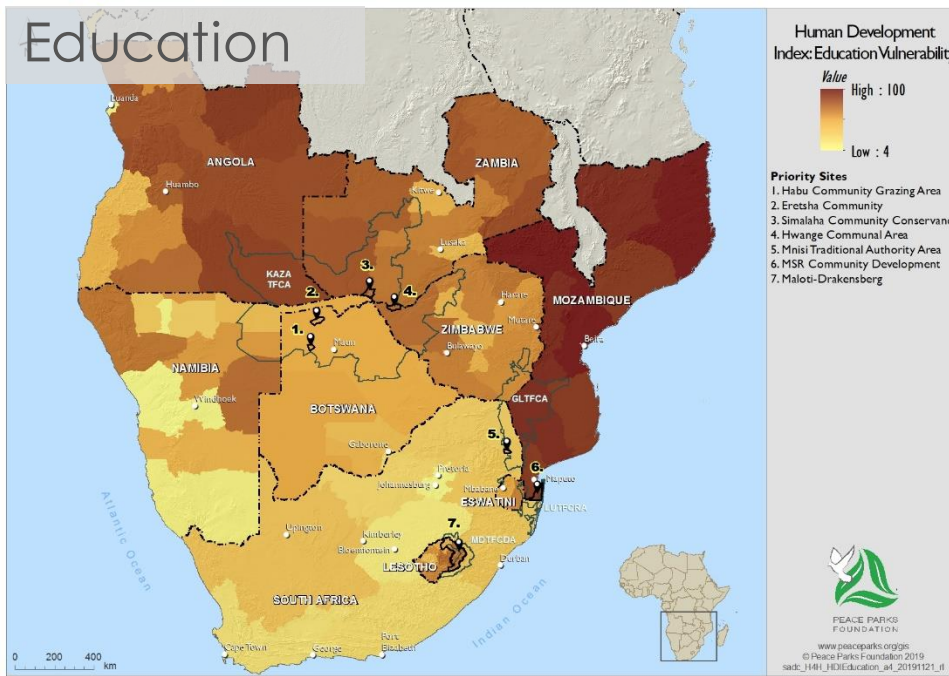 Education
Human Development
Index: Education Vulnerabilit
Value
High : 100
Low : 4
Priority Sites
1. Habu Community Grazing Area
2. Eretsha Community
3. Simalaha Community Conservanc
4. Hwange Communal Area
5. Mnisi Traditional Authority Area
6. MSR Community Development
7. Maloti-Drakensberg
Luanda
ANGOLA
ZAMBIA
Huambo
Kitwe
Lusaka
KAZA
TFCA
3.
2.
4.
MOZAMBIQUE
Harare
ZIMBABWE
Mutare
1.
Maun
Bulawayo
Beira
NAMIBIA
Windhoek
BOTSWANA
GLTFCA
Gaborone
5.
Pretoria
6.
Johannesburg
Mbabane
Maputo
ESWATINI
LUTFCRA
Atlantic Ocean
Upington
Kimberley
7.
MDTFCDA
Bloemfontein
LESOTHO
Durban
SOUTH AFRICA
Indian Ocean
Cape Town
George
Port
Elizabeth
0 200 400
km
PEACE PARKS
FOUNDATION
www.peaceparks.org/gis
© Peace Parks Foundation 2019
sadc_H4H_HDIEducation_a4_20191121_rl